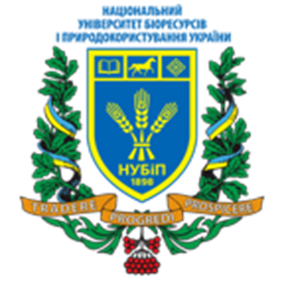 НАЦІОНАЛЬНИЙ
УНІВЕРСИТЕТ БІОРЕСУРСІВ
І ПРИРОДОКОРИСТУВАННЯ УКРАЇНИ
НУБіП
1898
TRADERE PROGREDI PROSPICERE